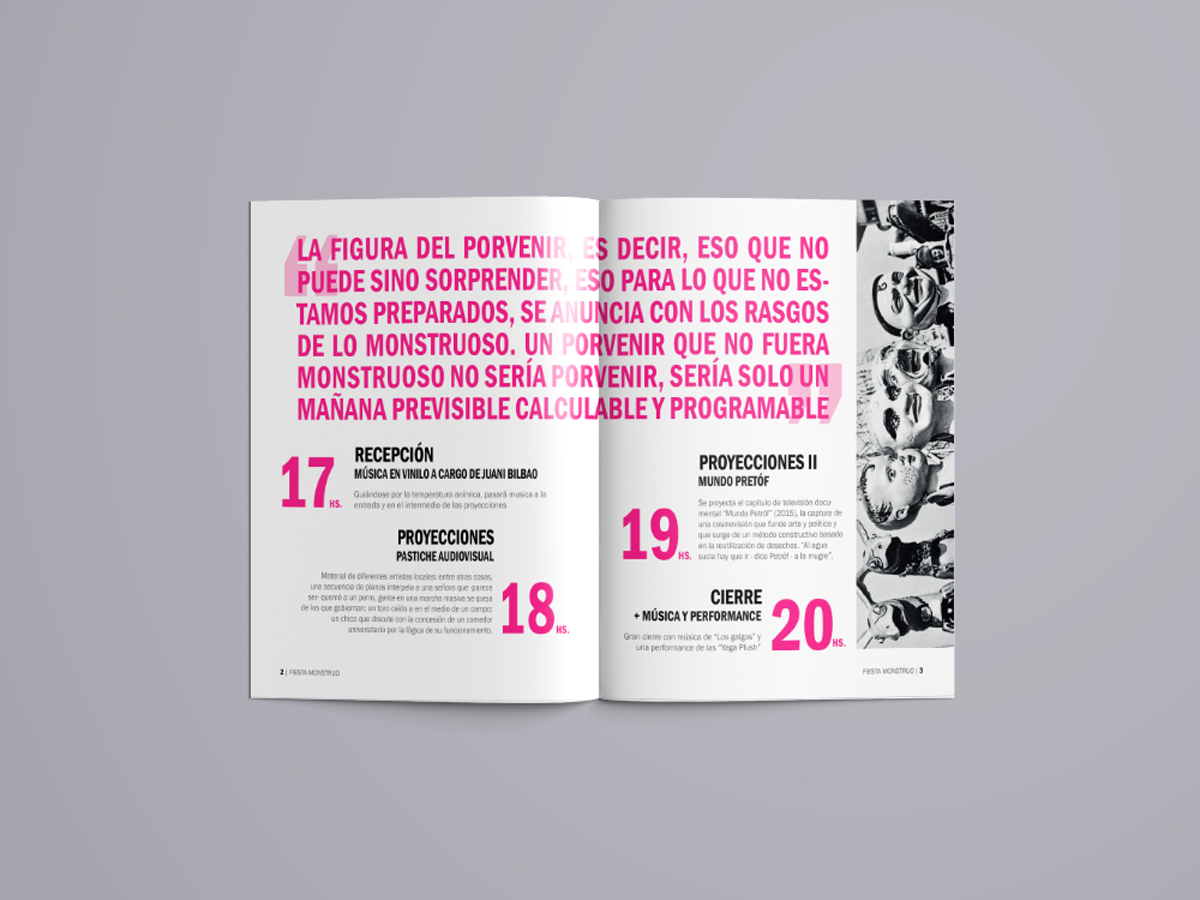 LA FIGURA DEL PORVENIR, ES DECIR, ESO QUE NO
PUEDE SINO SORPRENDER, ESO PARA LO QUE NO ES-
TAMOS PREPARADOS, SE ANUNCIA CON LOS RASGOS
DE LO MONSTRUOSO. UN PORVENIR QUE NO FUERA
MONSTRUOSO NO SERÍA PORVENIR, SERÍA SOLO UN
MAÑANA PREVISIBLE CALCULABLE Y PROGRAMABLE
17 HS.
RECEPCIÓN
MÚSICA EN VINILO A CARGO DE JUANI BILBAO
Guiándose por la temperatura anímica, pasará musica a la
entrada y en el intermedio de las proyecciones
PROYECCIONES
PASTICHE AUDIOVISUAL
Material de diferentes artistas locales: entre otras cosas,
una secuencia de planos interpela a una señora que -parece
ser- quemó a un perro, gente en una marcha masiva se queja
de los que gobiernan; un toro caído a en el medio de un campo;
un chico que discute con la concesión de un comedor
universitario por la lógica de su funcionamiento.
18 HS.
2 | FIESTA MONSTRUO
PROYECCIONES II
MUNDO PRETÓF
19 HS.
Se proyecta el capítulo de televisión docu-
mental "Mundo Petróf" (2015), la captura de
una cosmovisión que funde arte y política y
que surge de un método constructivo basado
en la reutilización de desechos. "Al agua
sucia hay que ir - dice Petróf - a la mugre".
CIERRE
+ MÚSICA Y PERFORMANCE
Gran cierre con música de "Los galgos" y
una performance de las "Yaga Plush"
20 HS.
FIESTA MONSTRUO | 3